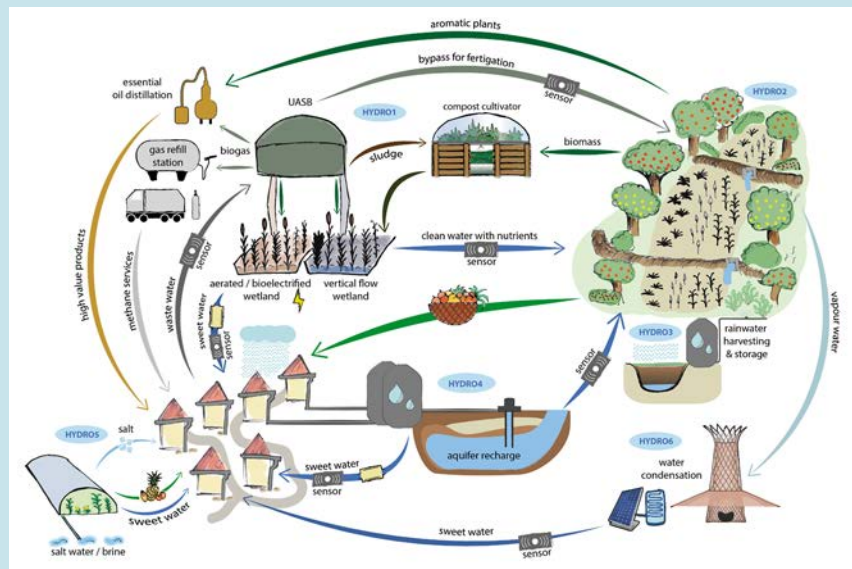 aromatic plants
bypass for fertigation
sensor
essential
oil distillation
UASB
HYDRO1
compost cultivator
HYDRO2
gas refill
station
biogas
sludge
biomass
clean water with nutrients
sensor
aerated / bioelectrified
wetland
vertical flow
wetland
high value products
methane services
waste water
sensor
sweet water
sensor
vapour water
HYDRO3
rainwater
harvesting
& storage
sensor
HYDRO4
aquifer recharge
HYDRO5
salt
sweet water
sensor
sweet water
salt water / brine
HYDRO6
water
condensation
sweet water
sensor